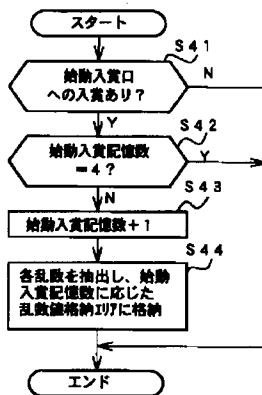 スタート
S41
始動入賞口
への入賞あり?
N
Y
S42
始動入賞記憶数
=4?
Y
N
S43
始動入賞記憶数+1
S44
各乱数を抽出し、始動
入賞記憶数に応じた
乱数値格納エリアに格納
エンド